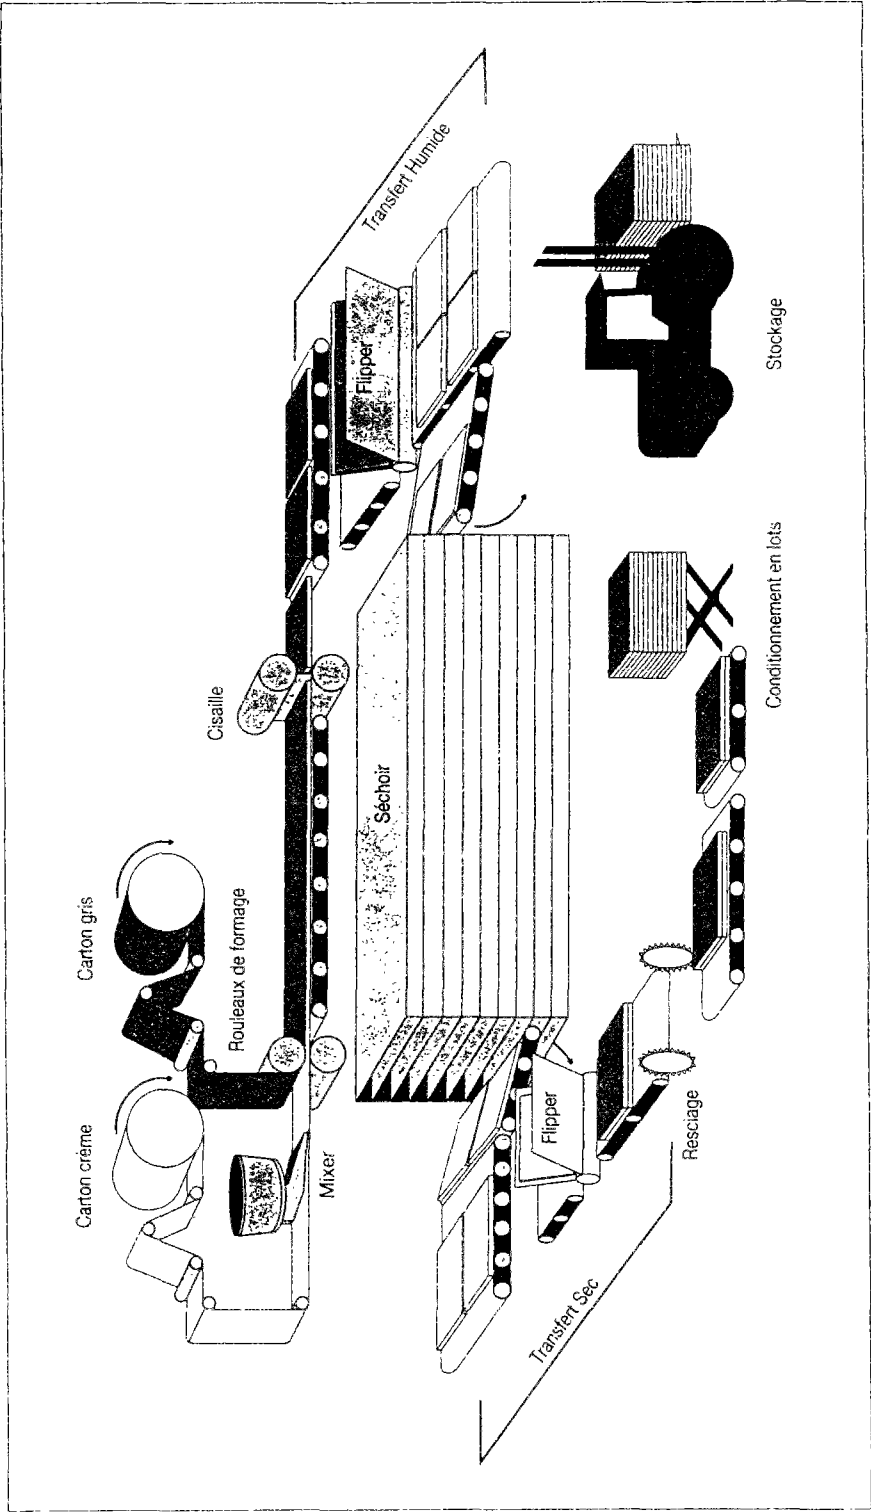 Carton crème
Carton gris
Rouleaux de formage
Mixer
Cisaille
Transfert Humide
Flipper
Séchoir
Flipper
Transfert Sec
Resciage
Conditionnement en lots
Stockage